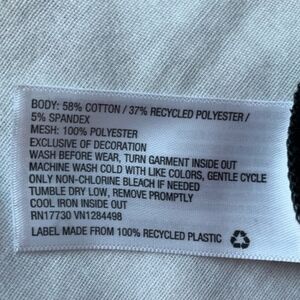 BODY: 58% COTTON / 37% RECYCLED POLYESTER /
5% SPANDEX
MESH: 100% POLYESTER
EXCLUSIVE OF DECORATION
WASH BEFORE WEAR, TURN GARMENT INSIDE OUT
MACHINE WASH COLD WITH LIKE COLORS, GENTLE CYCLE
ONLY NON-CHLORINE BLEACH IF NEEDED
TUMBLE DRY LOW, REMOVE PROMPTLY
COOL IRON INSIDE OUT
RN17730 VN1284498
LABEL MADE FROM 100% RECYCLED PLASTIC